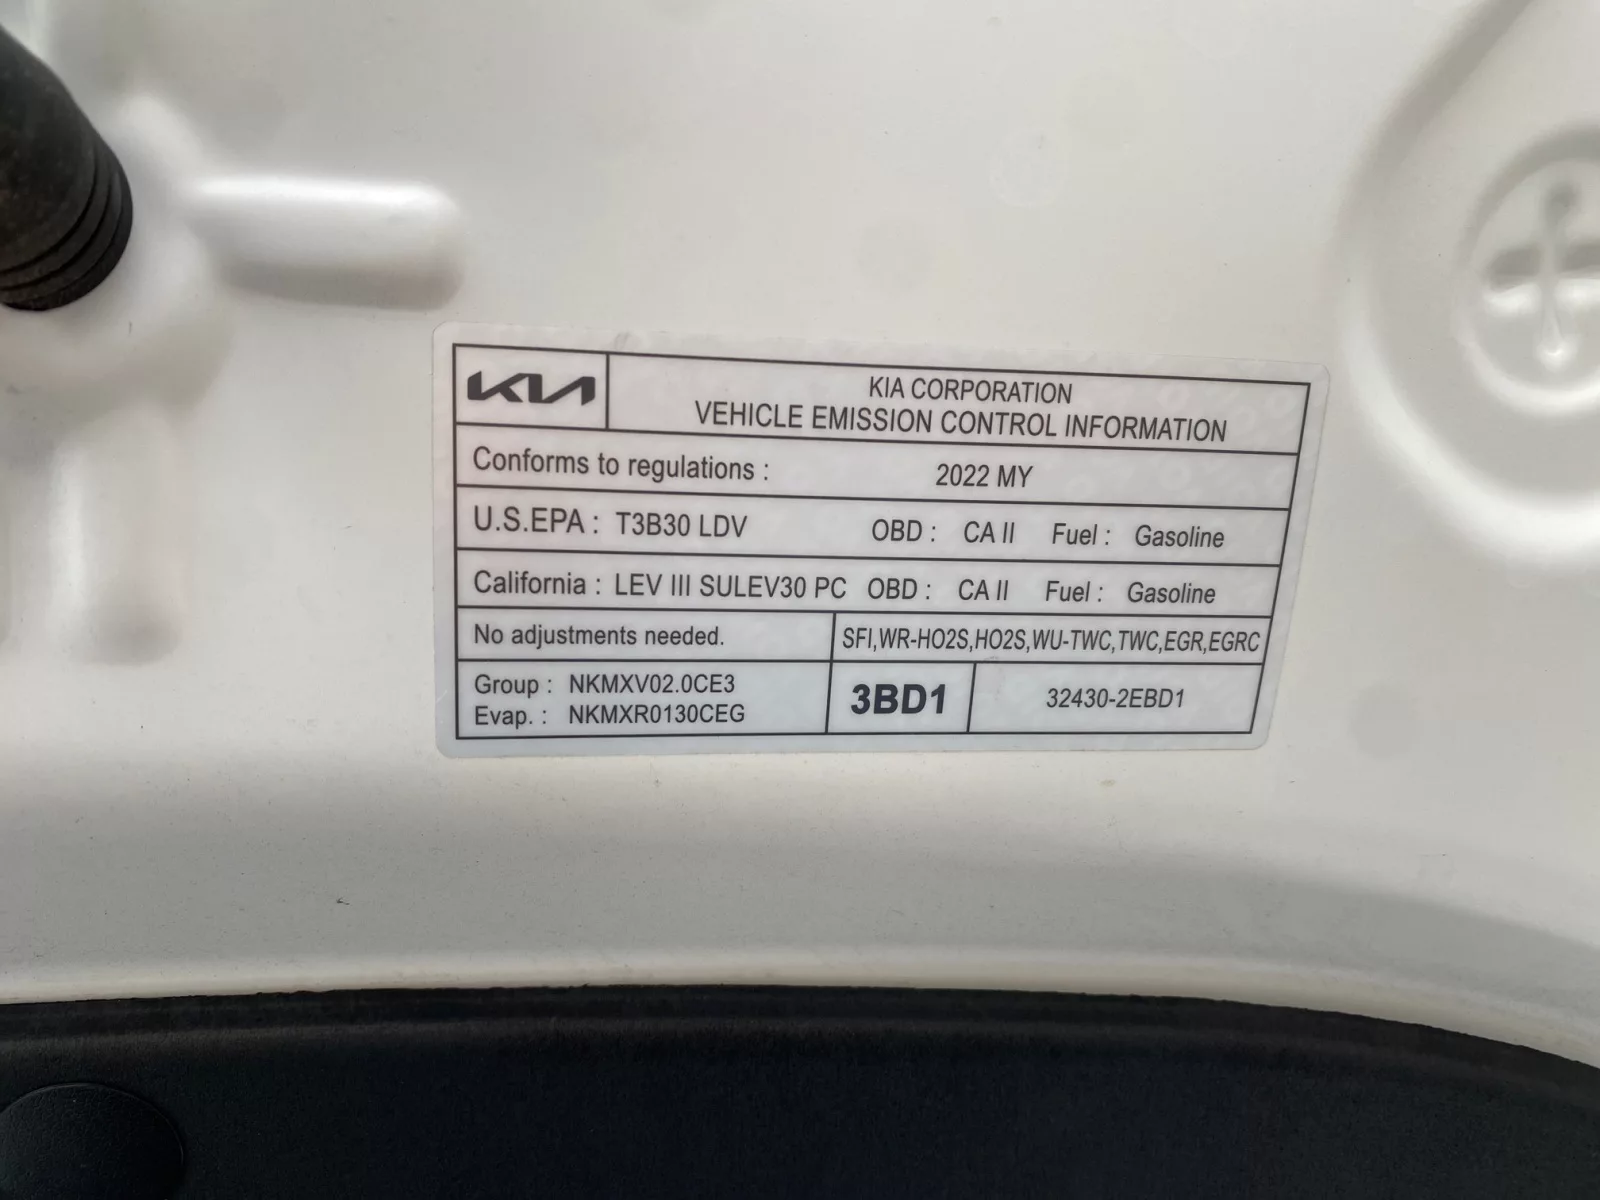 KIA
KIA CORPORATION
VEHICLE EMISSION CONTROL INFORMATION
Conforms to regulations : 2022 MY
U.S.EPA : T3B30 LDV OBD : CA II Fuel : Gasoline
California : LEV III SULEV30 PC OBD : CA II Fuel : Gasoline
No adjustments needed. SFI,WR-HO2S,HO2S,WU-TWC,TWC,EGR,EGRC
Group : NKMXV02.0CE3
Evap. : NKMXR0130CEG
3BD1 32430-2EBD1